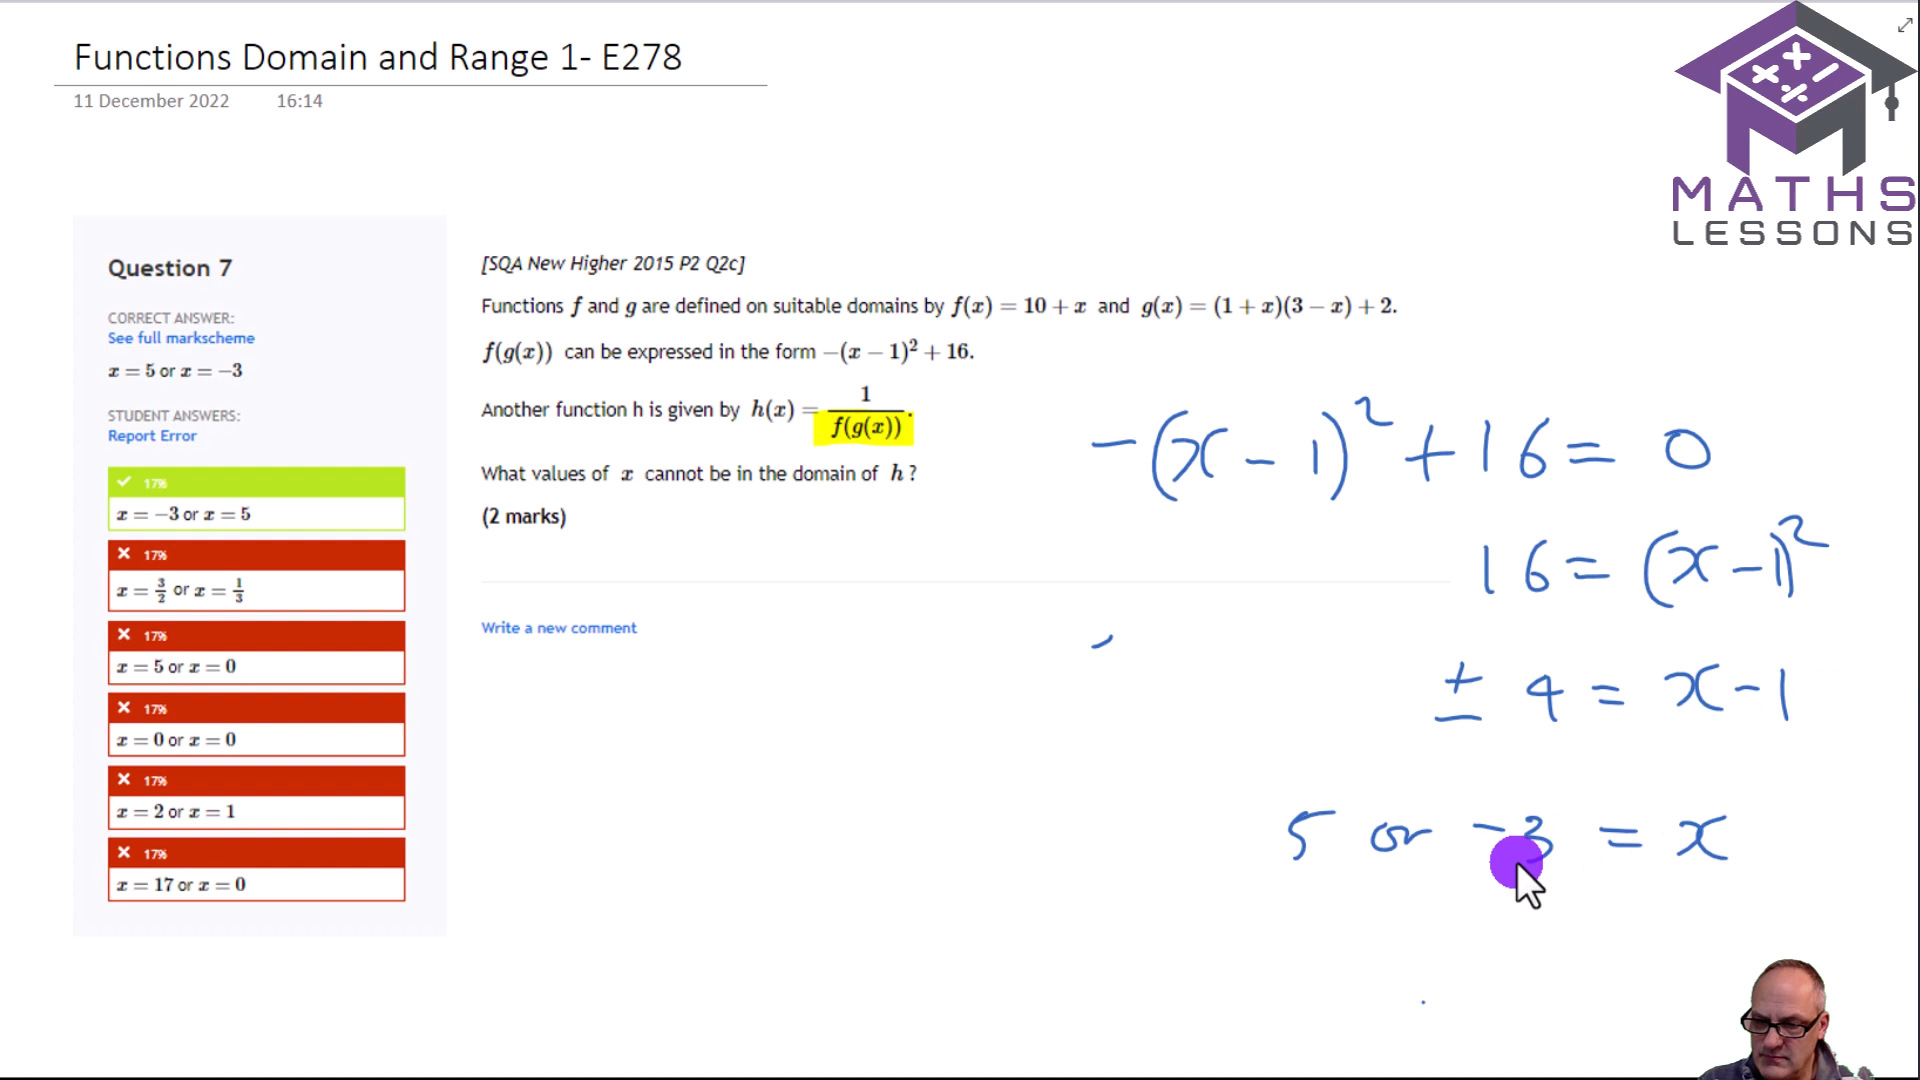 Functions Domain and Range 1- E278
11 December 2022 16:14
MATHS
LESSONS
Question 7
CORRECT ANSWER:
See full markscheme
x = 5 or x = −3
STUDENT ANSWERS:
Report Error
✓ 17%
x = −3 or x = 5
✕ 17%
x = 3/2 or x = 1/3
✕ 17%
x = 5 or x = 0
✕ 17%
x = 0 or x = 0
✕ 17%
x = 2 or x = 1
✕ 17%
x = 17 or x = 0
[SQA New Higher 2015 P2 Q2c]
Functions f and g are defined on suitable domains by f(x) = 10 + x and g(x) = (1 + x)(3 − x) + 2.
f(g(x)) can be expressed in the form −(x − 1)² + 16.
Another function h is given by h(x) = 1/f(g(x)).
What values of x cannot be in the domain of h ?
(2 marks)
Write a new comment
−(x − 1)² + 16 = 0
16 = (x − 1)²
± 4 = x − 1
5 or −3 = x